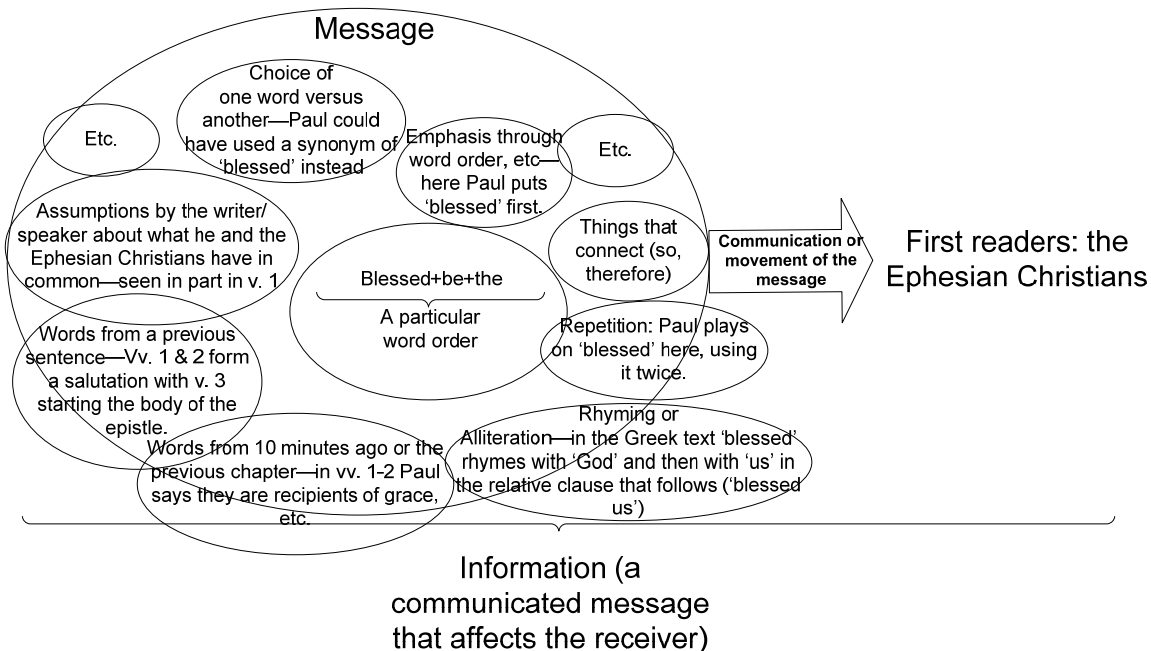 Message
Choice of
one word versus
another—Paul could
have used a synonym of
‘blessed’ instead
Etc.
Emphasis through
word order, etc—
here Paul puts
‘blessed’ first.
Etc.
Assumptions by the writer/
speaker about what he and the
Ephesian Christians have in
common—seen in part in v. 1
Things that
connect (so,
therefore)
Communication or
movement of the
message
First readers: the
Ephesian Christians
Blessed+be+the
A particular
word order
Words from a previous
sentence—Vv. 1 & 2 form
a salutation with v. 3
starting the body of the
epistle.
Repetition: Paul plays
on ‘blessed’ here, using
it twice.
Words from 10 minutes ago or the
previous chapter—in vv. 1-2 Paul
says they are recipients of grace,
etc.
Rhyming or
Alliteration—in the Greek text ‘blessed’
rhymes with ‘God’ and then with ‘us’ in
the relative clause that follows (‘blessed
us’)
Information (a
communicated message
that affects the receiver)